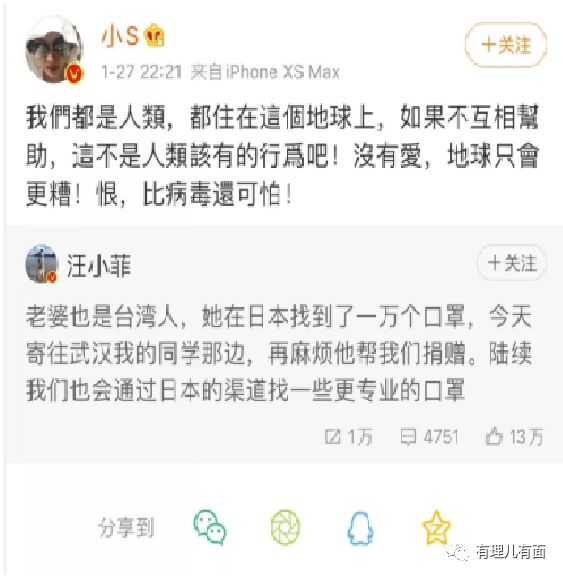 小S
+关注
1-27 22:21 来自iPhone XS Max
我們都是人類，都住在這個地球上，如果不互相幫
助，這不是人類該有的行爲吧！沒有愛，地球只會
更糟！恨，比病毒還可怕！
汪小菲
+关注
老婆也是台湾人，她在日本找到了一万个口罩，今天
寄往武汉我的同学那边，再麻烦他帮我们捐赠。陆续
我们也会通过日本的渠道找一些更专业的口罩
1万 4751 13万
分享到
有理儿有面